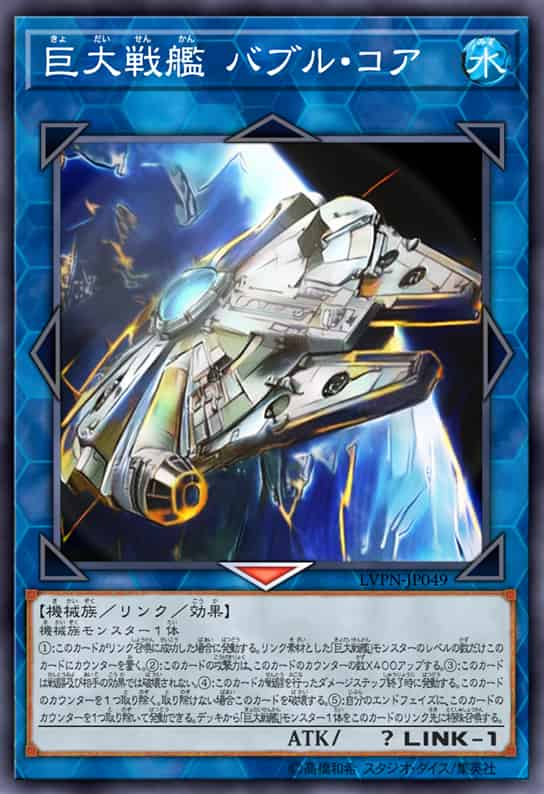 巨大戦艦 バブル・コア
水
LVPN-JP049
【機械族／リンク／効果】
機械族モンスター１体
①:このカードがリンク召喚に成功した場合に発動する。リンク素材とした「巨大戦艦」モンスターのレベルの数だけこの
カードにカウンターを置く。②:このカードの攻撃力は、このカードのカウンターの数×４００アップする。③:このカード
は戦闘及び相手の効果では破壊されない。④:このカードが戦闘を行ったダメージステップ終了時に発動する。このカード
のカウンターを１つ取り除く。取り除けない場合このカードを破壊する。⑤:自分のエンドフェイズに、このカードの
カウンターを１つ取り除いて発動できる。デッキから「巨大戦艦」モンスター１体をこのカードのリンク先に特殊召喚する。
ATK/ ? LINK-1
©高橋和希 スタジオ・ダイス/集英社